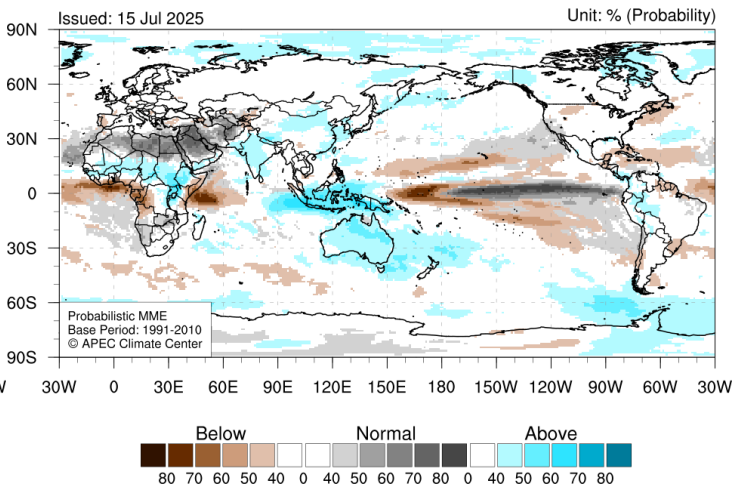 Issued: 15 Jul 2025
Unit: % (Probability)
90N
60N
30N
0
30S
60S
90S
Probabilistic MME
Base Period: 1991-2010
© APEC Climate Center
W 30W 0 30E 60E 90E 120E 150E 180 150W 120W 90W 60W 30W
Below Normal Above
80 70 60 50 40 0 40 50 60 70 80 0 40 50 60 70 80